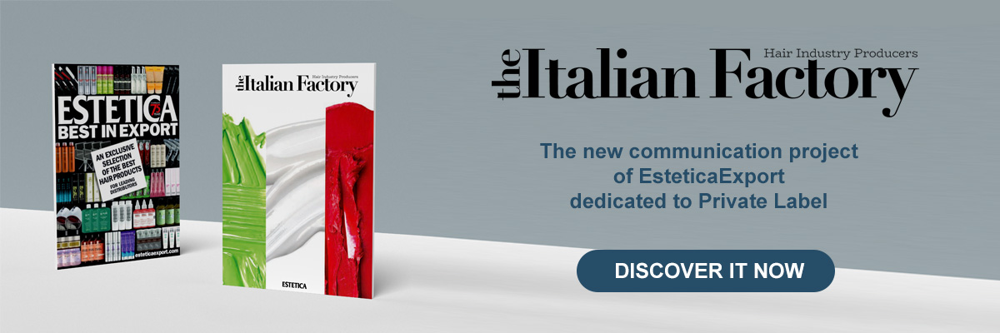 ESTETICA
75
BEST IN EXPORT
AN EXCLUSIVE
SELECTION
OF THE BEST
HAIR PRODUCTS
FOR LEADING
DISTRIBUTORS
esteticaexport.com
the Italian Factory
Hair Industry Producers
ESTETICA
the Italian Factory
Hair Industry Producers
The new communication project
of EsteticaExport
dedicated to Private Label
DISCOVER IT NOW